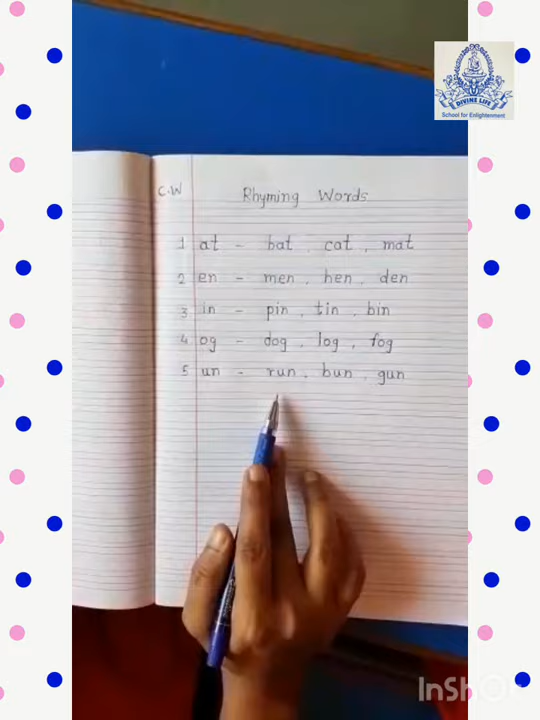 DIVINE LIFE
School for Enlightenment
C.W
Rhyming Words
1 at - bat, cat, mat
2 en - men, hen, den
3 in - pin, tin, bin
4 og - dog, log, fog
5 un - run, bun, gun
InShOt